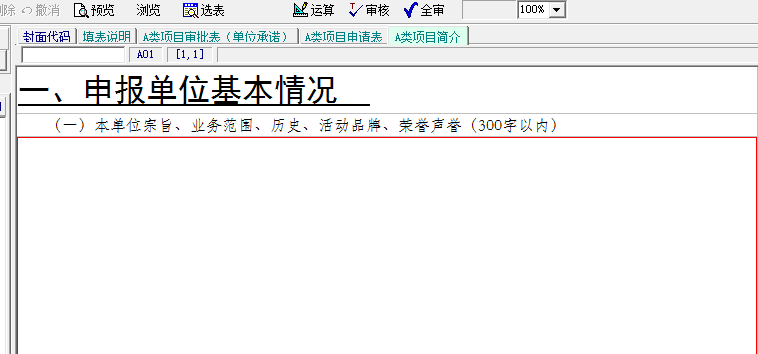 除 撤消 预览 浏览 选表 运算 审核 全审 100%
封面代码 填表说明 A类项目审批表（单位承诺） A类项目申请表 A类项目简介
A01 [1,1]
一、申报单位基本情况
（一）本单位宗旨、业务范围、历史、活动品牌、荣誉声誉（300字以内）